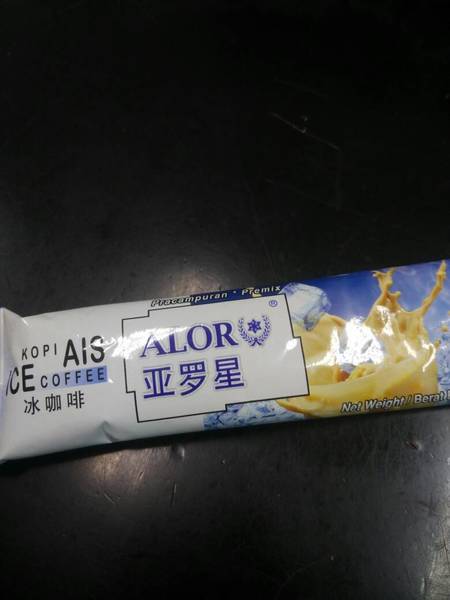 KOPI AIS
ICE COFFEE
冰咖啡
Pracampuran • Premix
ALOR
®
亚罗星
Net Weight / Berat